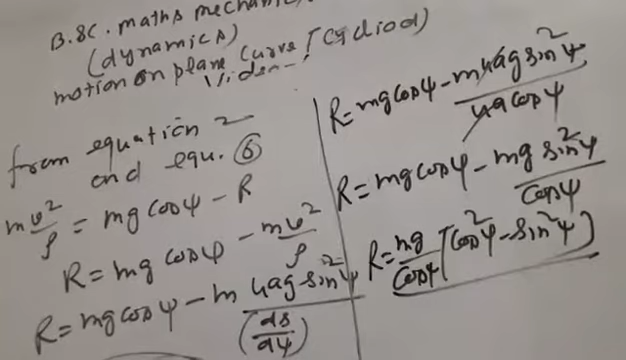 B.SC. maths mechanics
(dynamics)
motion on plane curve (Cycliod)
from equation 2
and equ. ⑥
mv²/ρ = mg cosψ - R
R = mg cosψ - mv²/ρ
R = mg cosψ - m 4ag sin²ψ/(ds/dψ)
R = mg cosψ - m4ag sin²ψ/4a cosψ
R = mg cosψ - mg sin²ψ/cosψ
R = mg/cosψ [cos²ψ - sin²ψ]